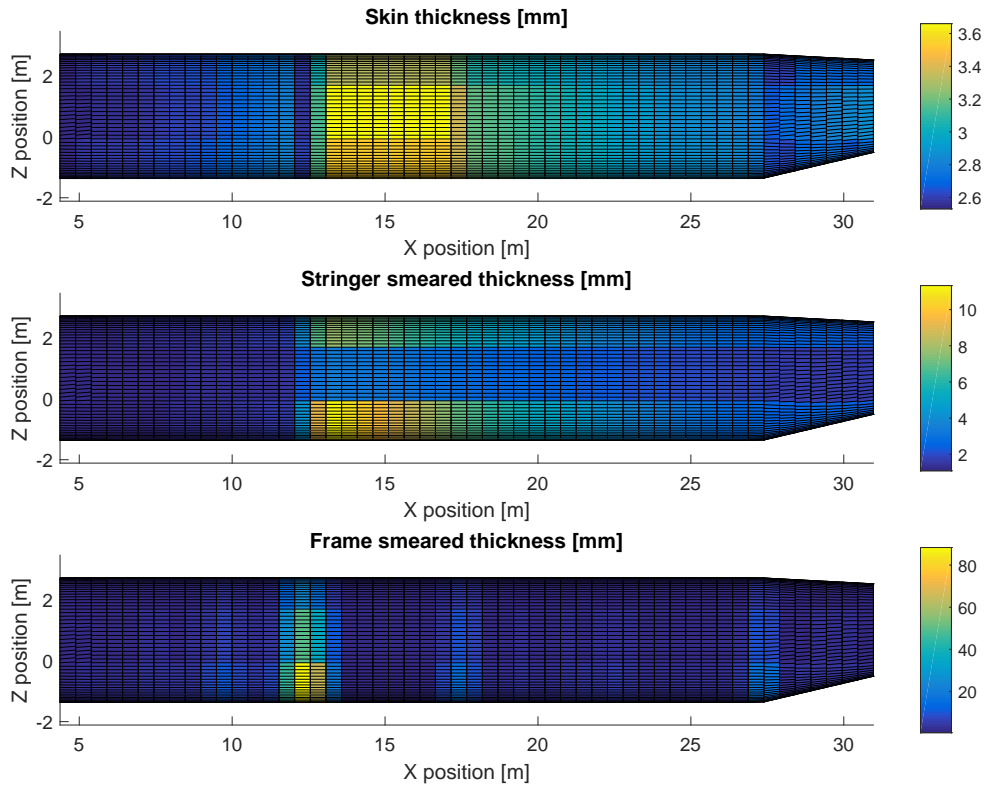 Skin thickness [mm]
Z position [m]
2
0
-2
5 10 15 20 25 30
X position [m]
3.6
3.4
3.2
3
2.8
2.6
Stringer smeared thickness [mm]
Z position [m]
2
0
-2
5 10 15 20 25 30
X position [m]
10
8
6
4
2
Frame smeared thickness [mm]
Z position [m]
2
0
-2
5 10 15 20 25 30
X position [m]
80
60
40
20